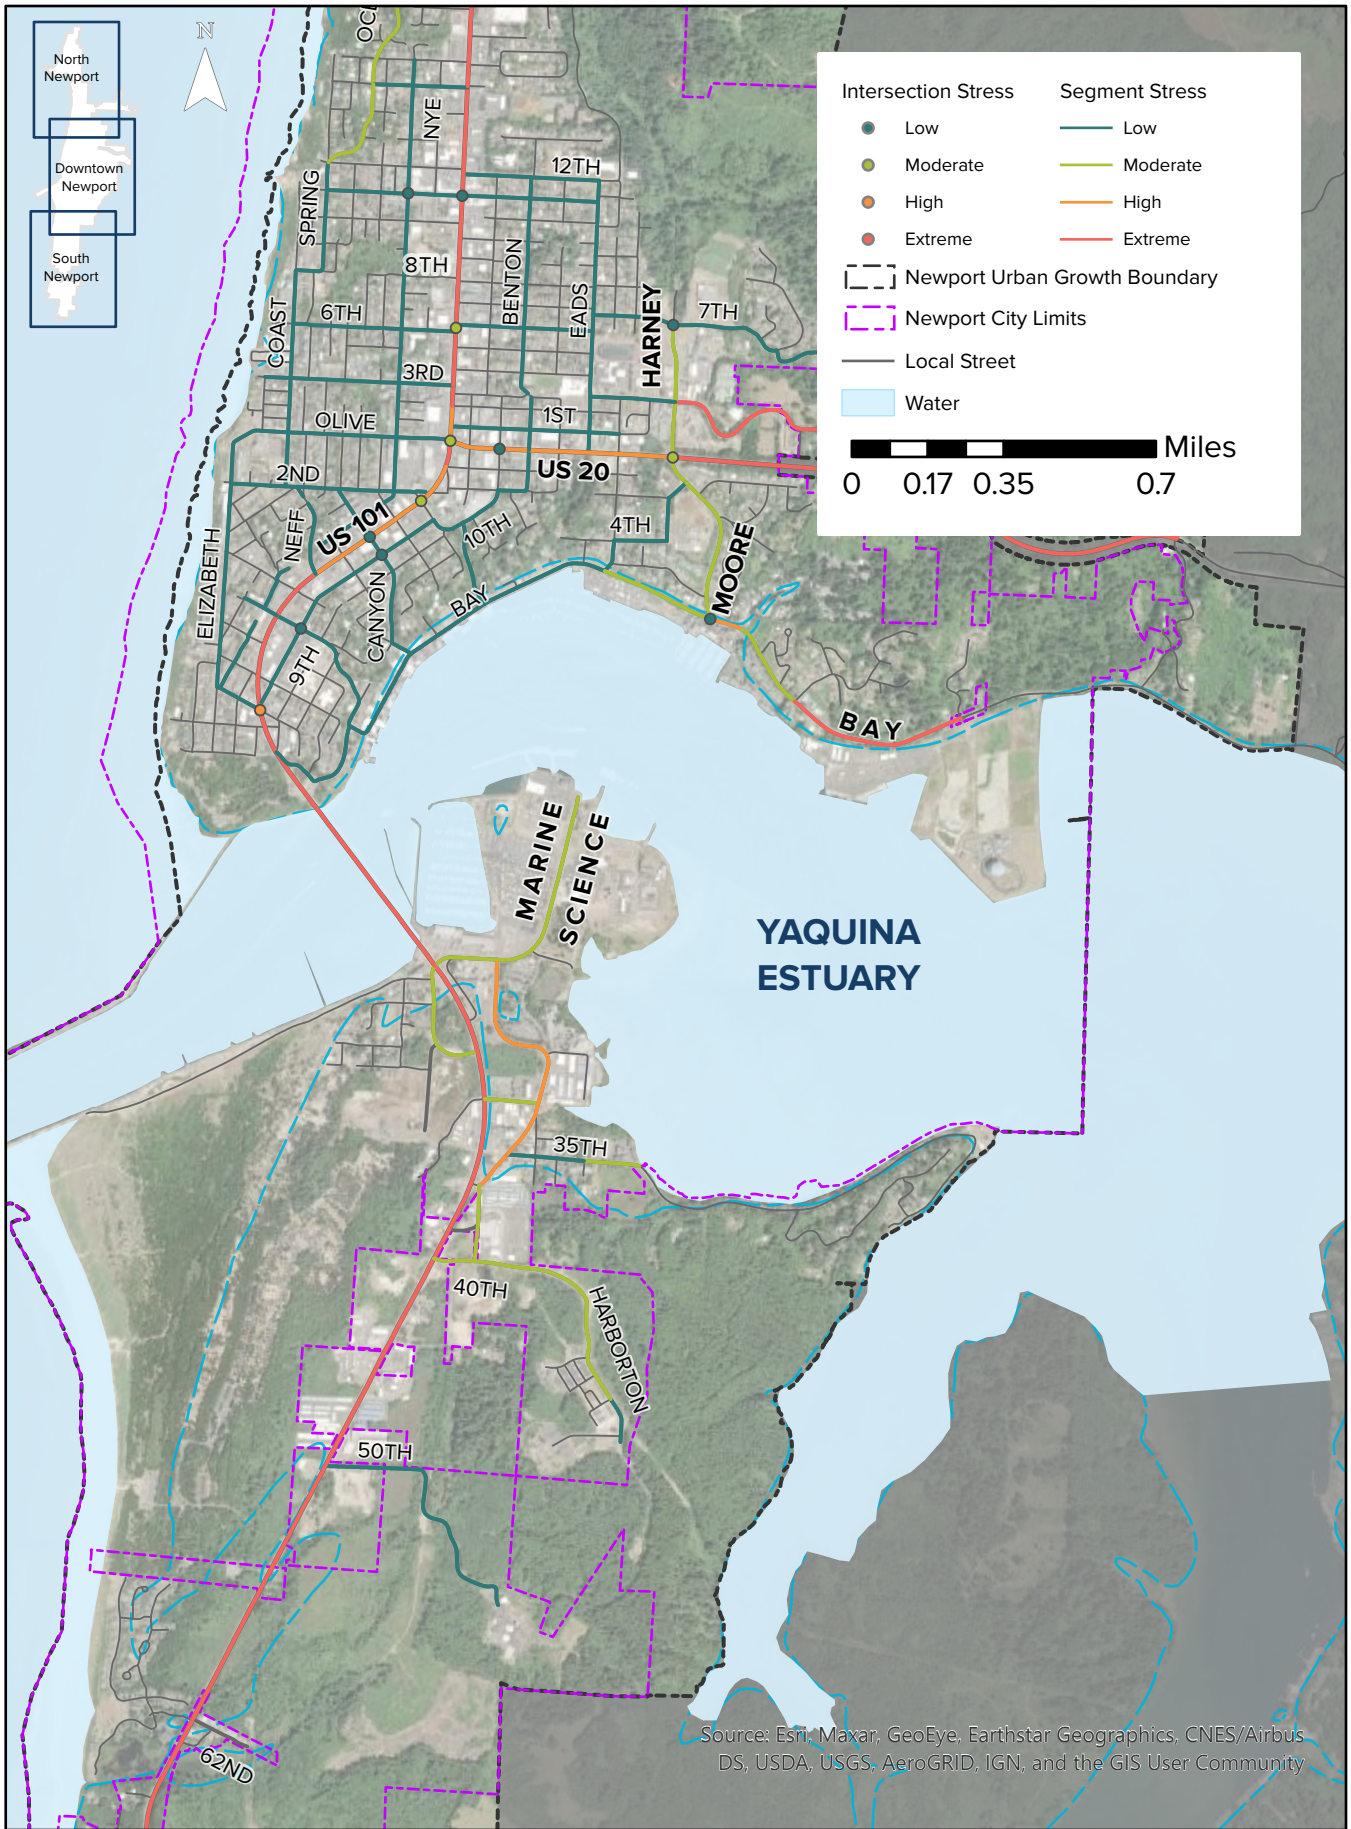 North
Newport
Downtown
Newport
South
Newport
N
Intersection Stress
Segment Stress
Low
Low
Moderate
Moderate
High
High
Extreme
Extreme
Newport Urban Growth Boundary
Newport City Limits
Local Street
Water
Miles
0 0.17 0.35 0.7
NYE
12TH
SPRING
8TH
BENTON
EADS
HARNEY
7TH
6TH
COAST
3RD
OLIVE
1ST
2ND
US 20
US 101
NEFF
10TH
4TH
ELIZABETH
CANYON
BAY
MOORE
9TH
BAY
MARINE
SCIENCE
YAQUINA
ESTUARY
35TH
40TH
HARBORTON
50TH
62ND
Source: Esri, Maxar, GeoEye, Earthstar Geographics, CNES/Airbus
DS, USDA, USGS, AeroGRID, IGN, and the GIS User Community